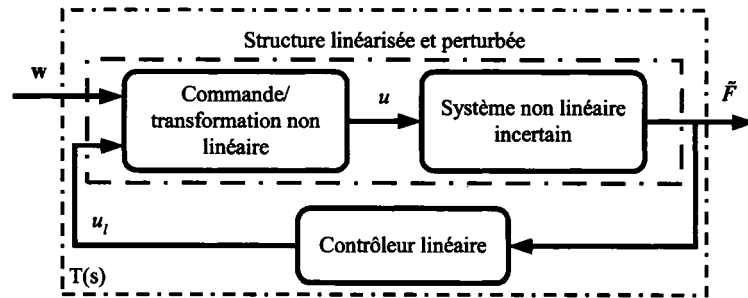 Structure linéarisée et perturbée
w
Commande/
transformation non
linéaire
u
Système non linéaire
incertain
F̃
u_l
Contrôleur linéaire
T(s)